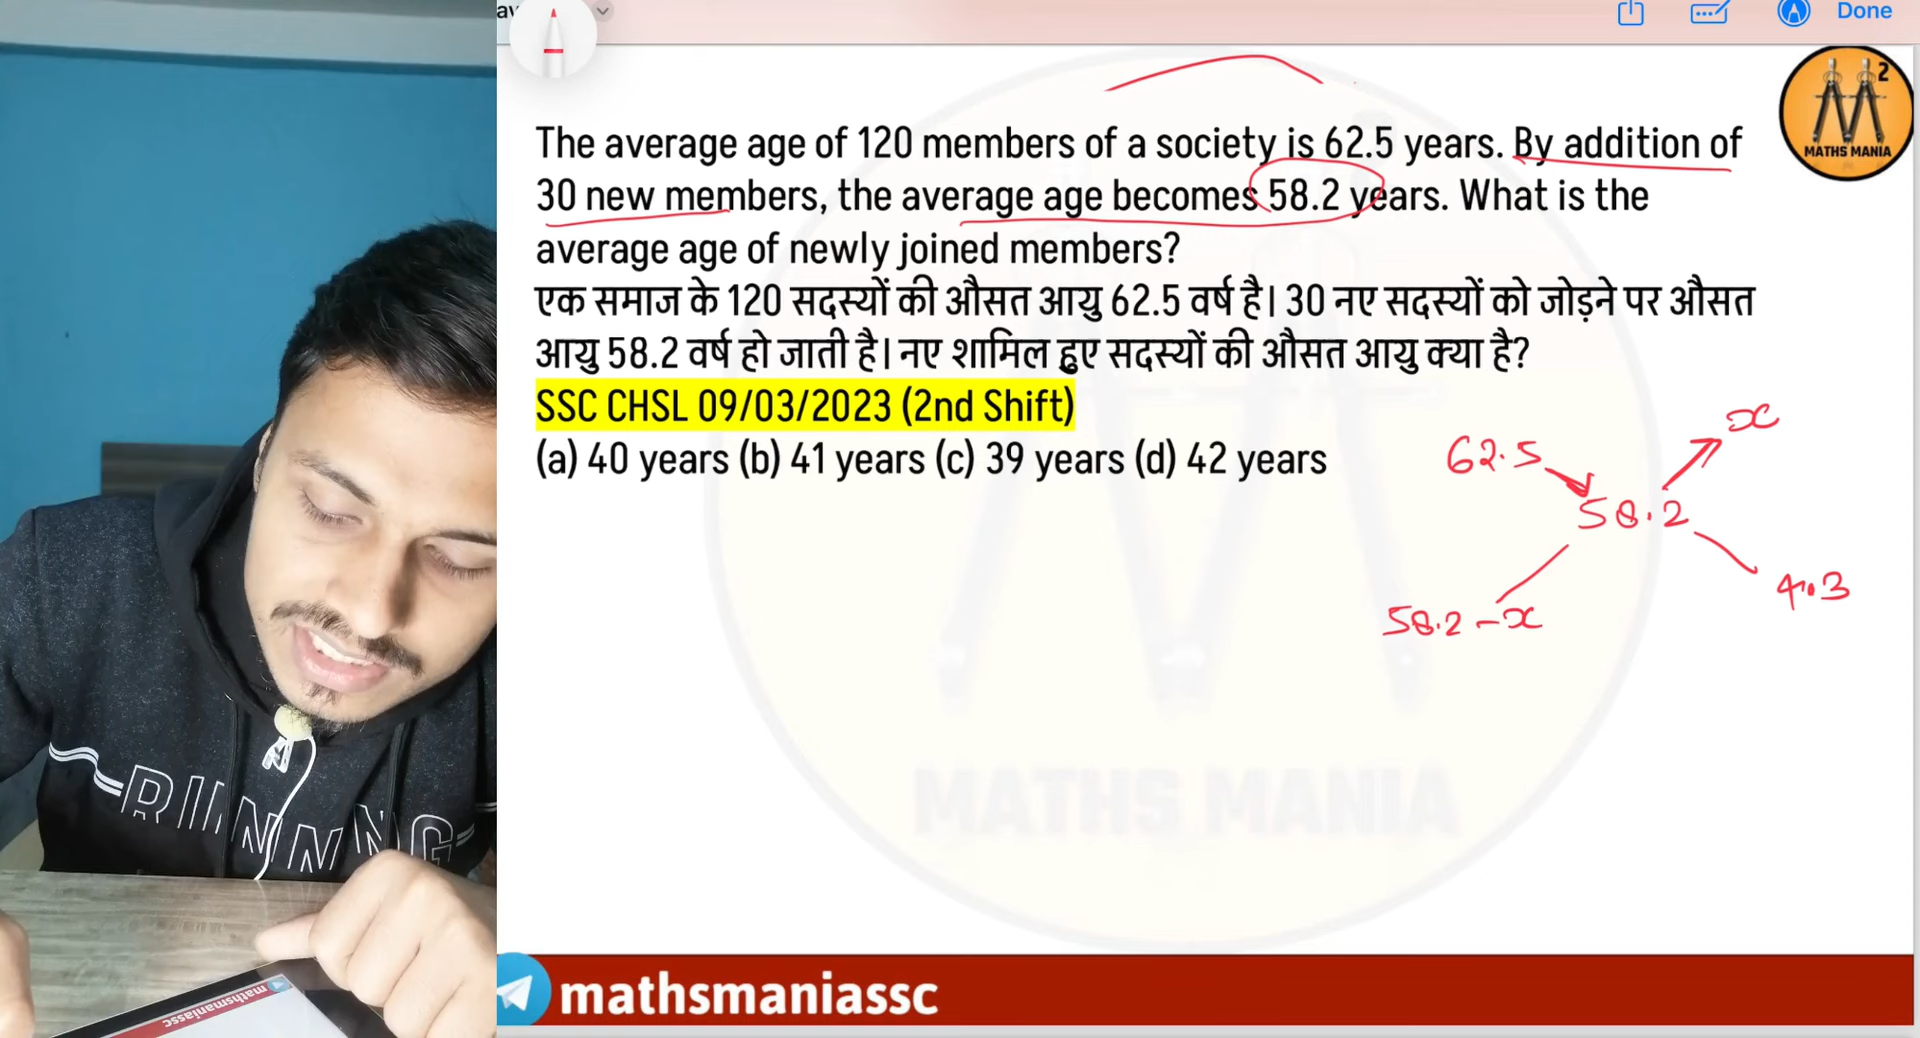 Done
2
MATHS MANIA
The average age of 120 members of a society is 62.5 years. By addition of
30 new members, the average age becomes 58.2 years. What is the
average age of newly joined members?
एक समाज के 120 सदस्यों की औसत आयु 62.5 वर्ष है। 30 नए सदस्यों को जोड़ने पर औसत
आयु 58.2 वर्ष हो जाती है। नए शामिल हुए सदस्यों की औसत आयु क्या है?
SSC CHSL 09/03/2023 (2nd Shift)
(a) 40 years (b) 41 years (c) 39 years (d) 42 years
62.5
x
58.2
58.2 - x
4.3
MATHS MANIA
RUNNING
mathsmaniassc
mathsmaniassc